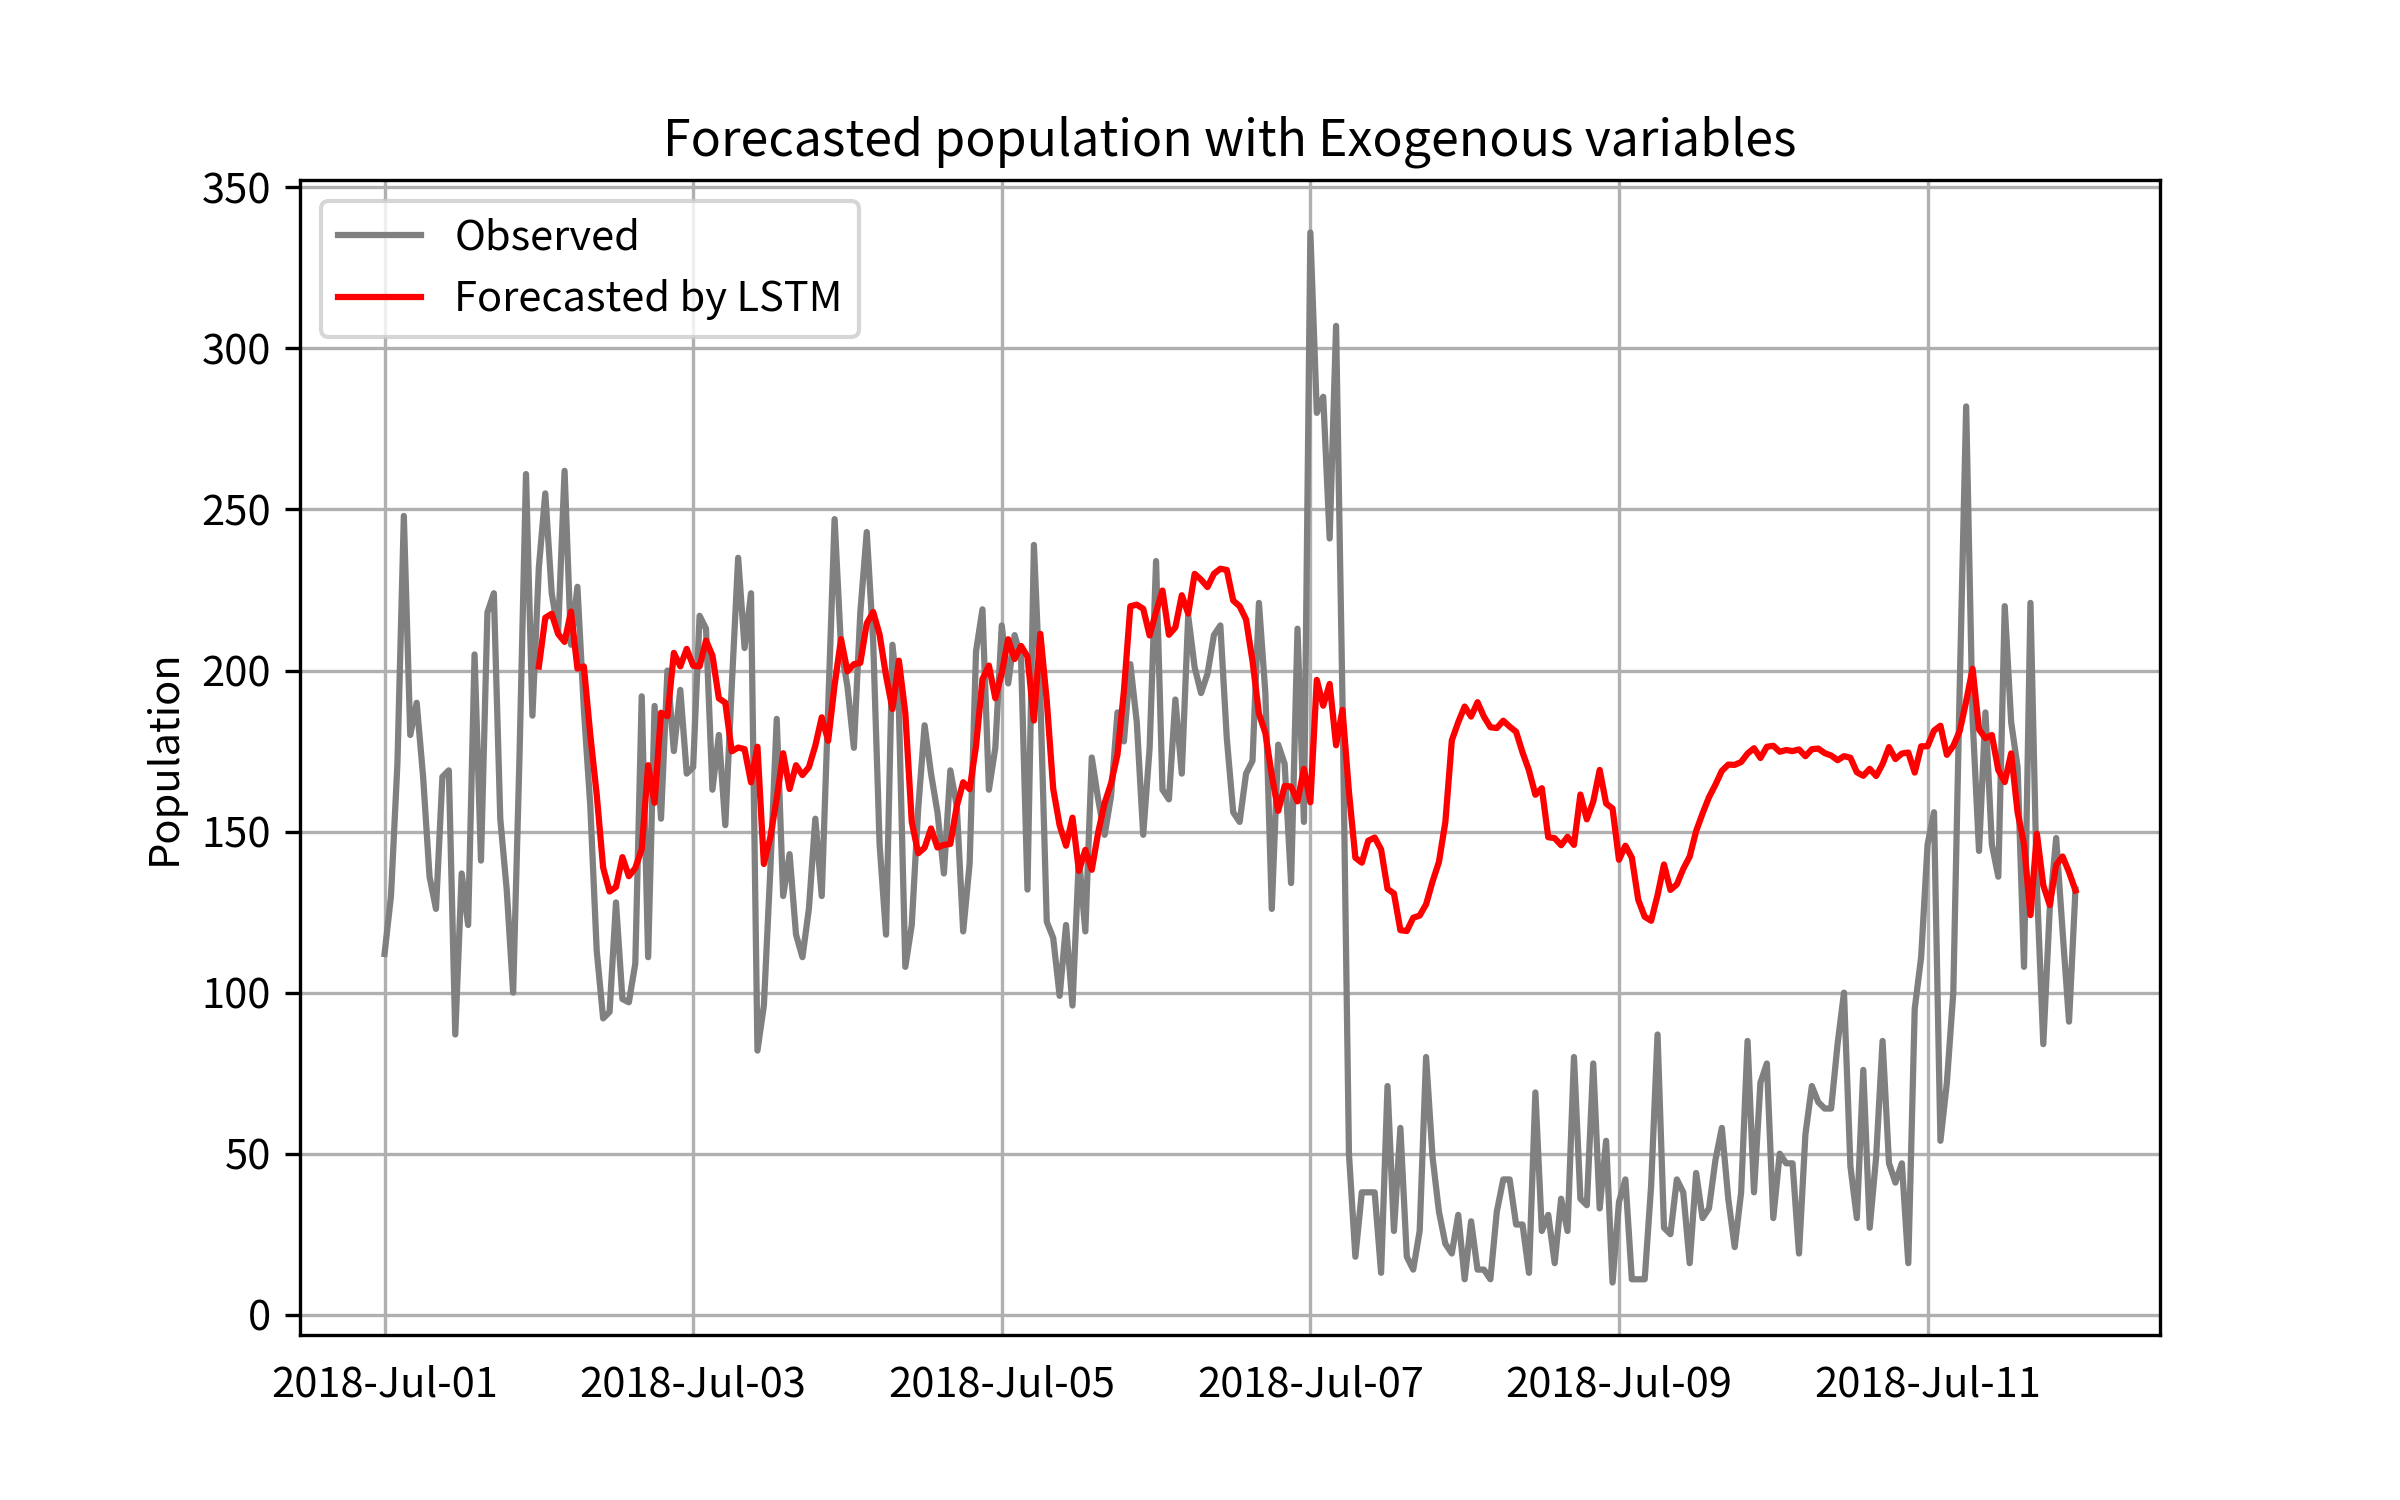 Forecasted population with Exogenous variables
Observed
Forecasted by LSTM
Population
350
300
250
200
150
100
50
0
2018-Jul-01 2018-Jul-03 2018-Jul-05 2018-Jul-07 2018-Jul-09 2018-Jul-11